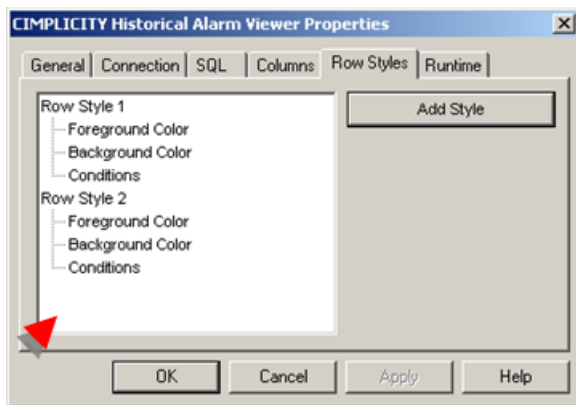 CIMPLICITY Historical Alarm Viewer Properties
General Connection SQL Columns Row Styles Runtime
Row Style 1
Foreground Color
Background Color
Conditions
Row Style 2
Foreground Color
Background Color
Conditions
Add Style
OK Cancel Apply Help